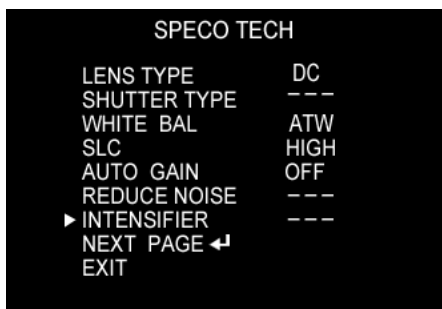 SPECO TECH
LENS TYPE DC
SHUTTER TYPE ---
WHITE BAL ATW
SLC HIGH
AUTO GAIN OFF
REDUCE NOISE ---
▶ INTENSIFIER ---
NEXT PAGE ↵
EXIT